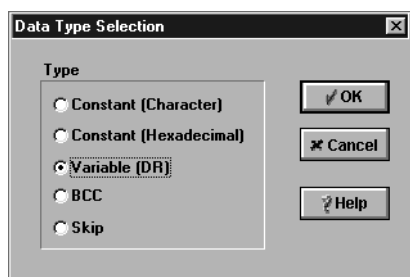 Data Type Selection
Type
Constant (Character)
Constant (Hexadecimal)
Variable (DR)
BCC
Skip
OK
Cancel
Help